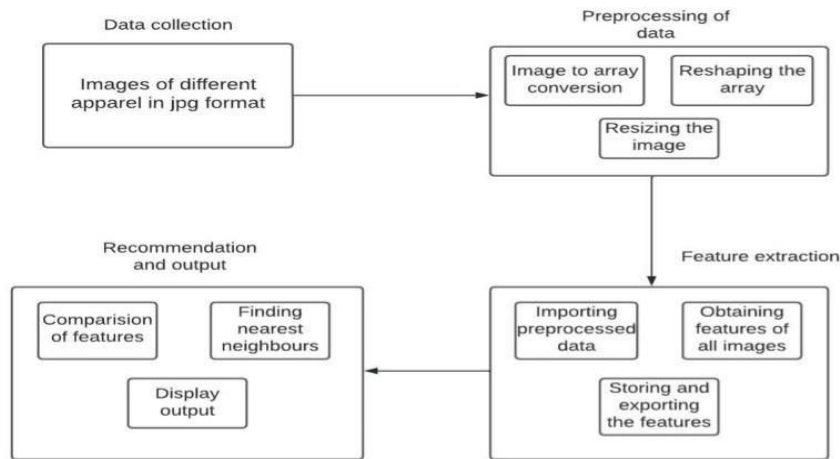 Data collection
Images of different
apparel in jpg format
Preprocessing of
data
Image to array
conversion
Reshaping the
array
Resizing the
image
Feature extraction
Importing
preprocessed
data
Obtaining
features of
all images
Storing and
exporting
the features
Recommendation
and output
Comparision
of features
Finding
nearest
neighbours
Display
output